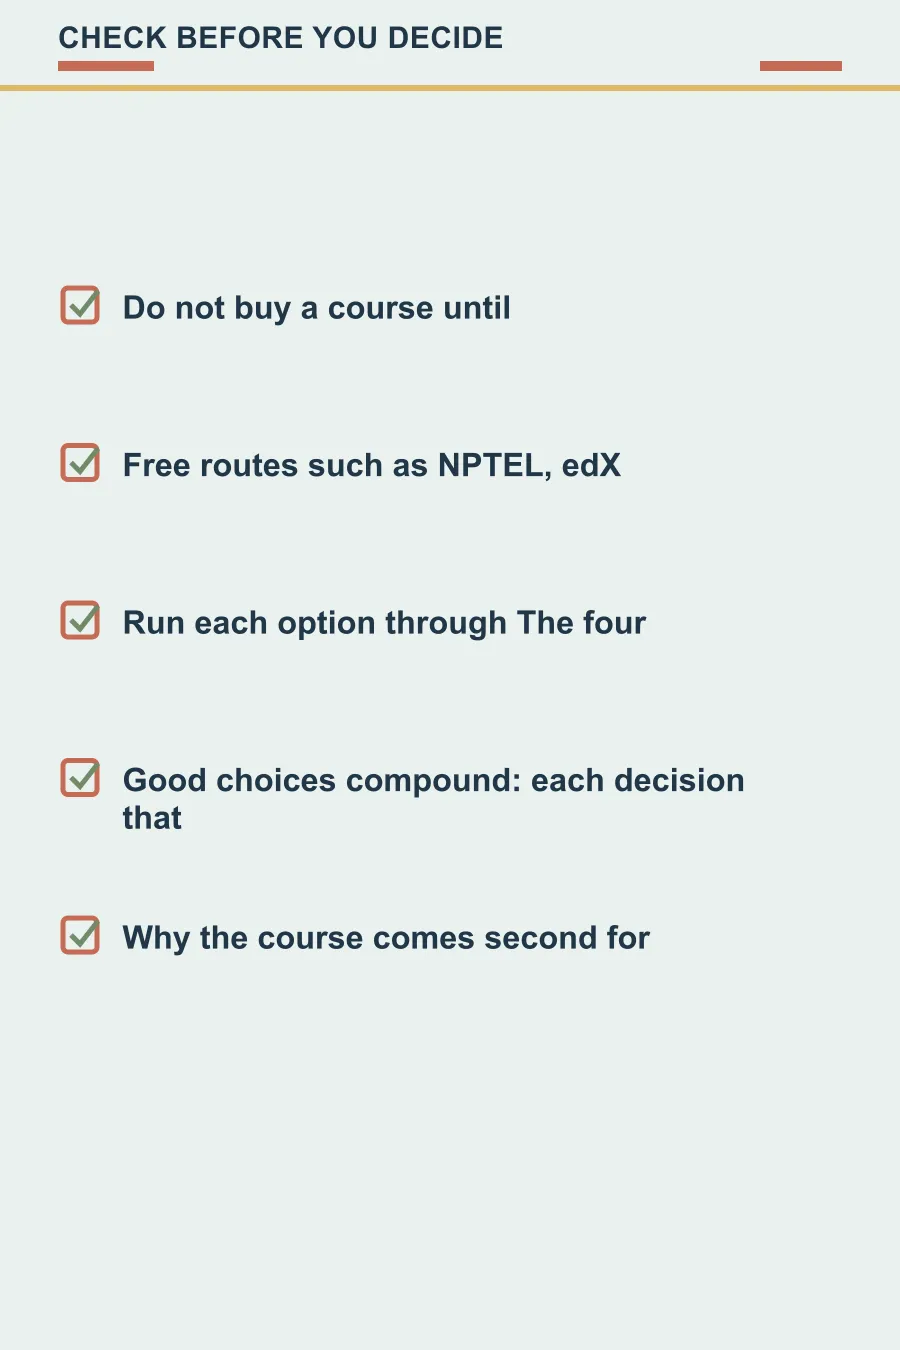 CHECK BEFORE YOU DECIDE
Do not buy a course until
Free routes such as NPTEL, edX
Run each option through The four
Good choices compound: each decision
that
Why the course comes second for